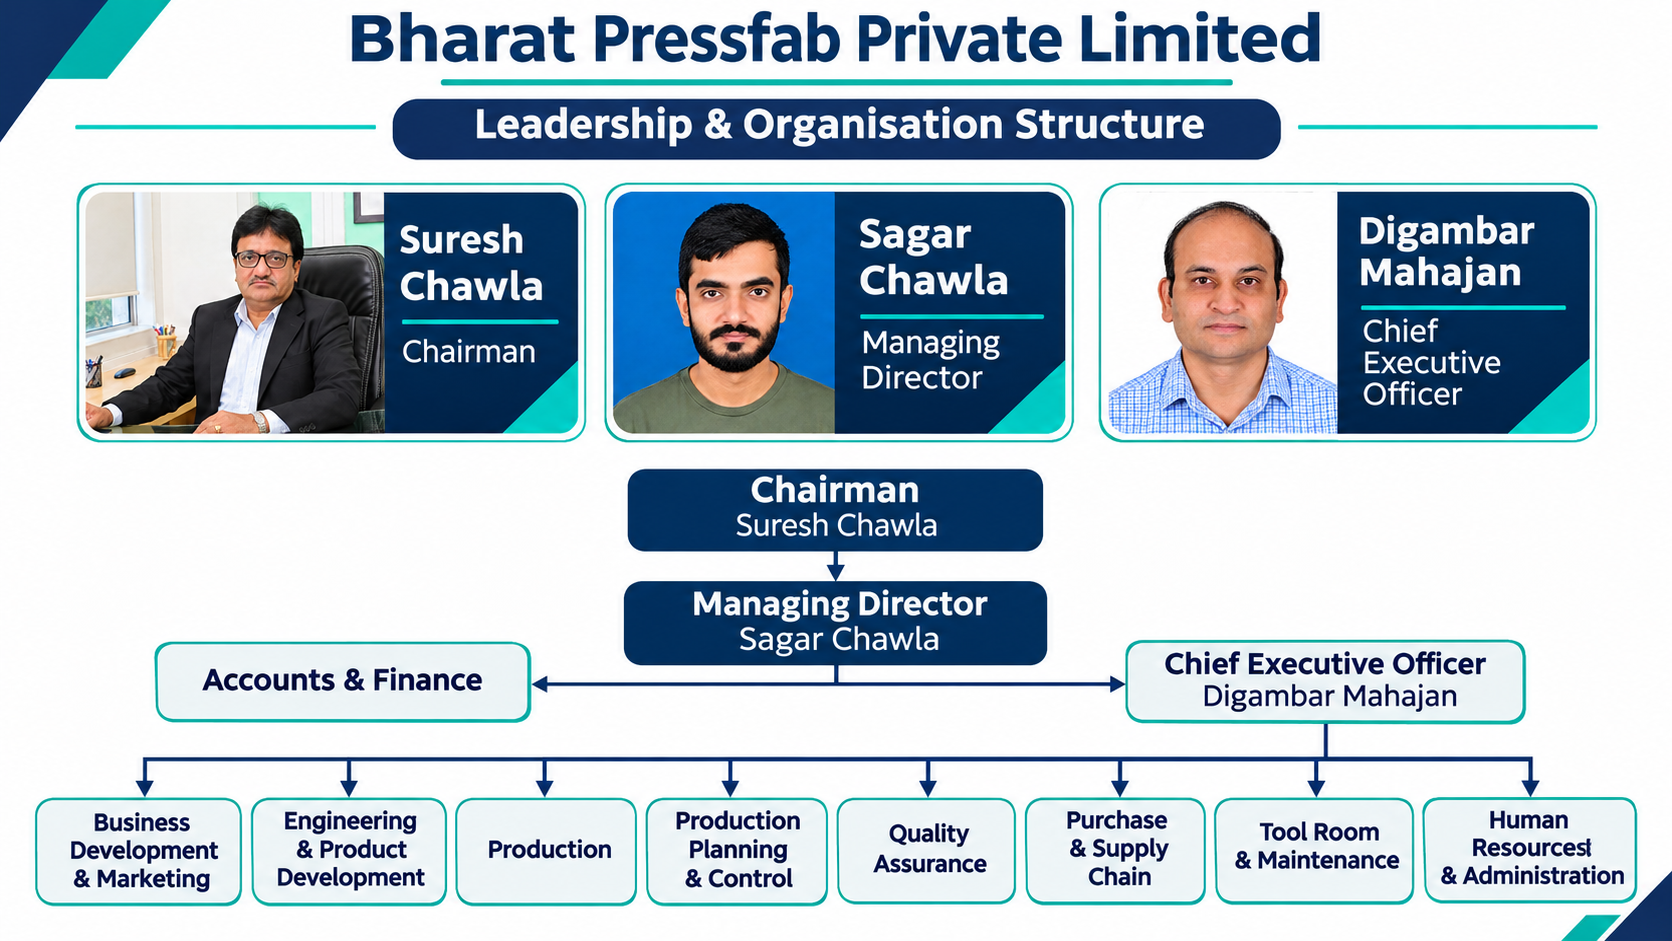 Bharat Pressfab Private Limited
Leadership & Organisation Structure
Suresh
Chawla
Chairman
Sagar
Chawla
Managing
Director
Digambar
Mahajan
Chief
Executive
Officer
Chairman
Suresh Chawla
Managing Director
Sagar Chawla
Accounts & Finance
Chief Executive Officer
Digambar Mahajan
Business
Development
& Marketing
Engineering
& Product
Development
Production
Production
Planning
& Control
Quality
Assurance
Purchase
& Supply
Chain
Tool Room
& Maintenance
Human
Resourcesl
& Administration